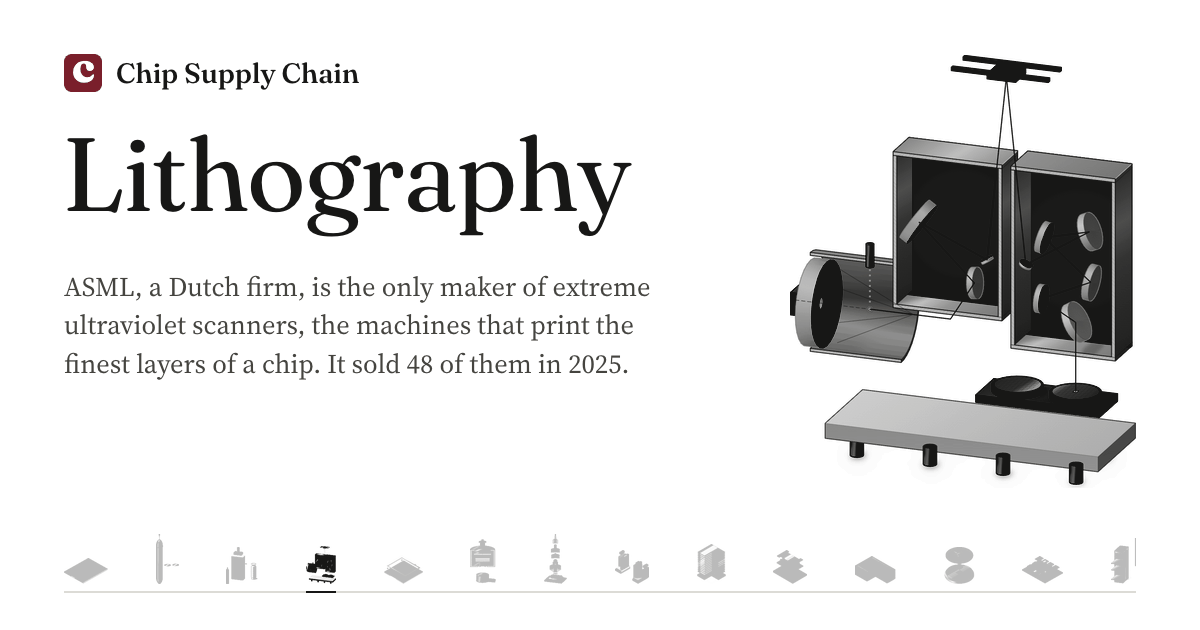 Chip Supply Chain
Lithography
ASML, a Dutch firm, is the only maker of extreme
ultraviolet scanners, the machines that print the
finest layers of a chip. It sold 48 of them in 2025.